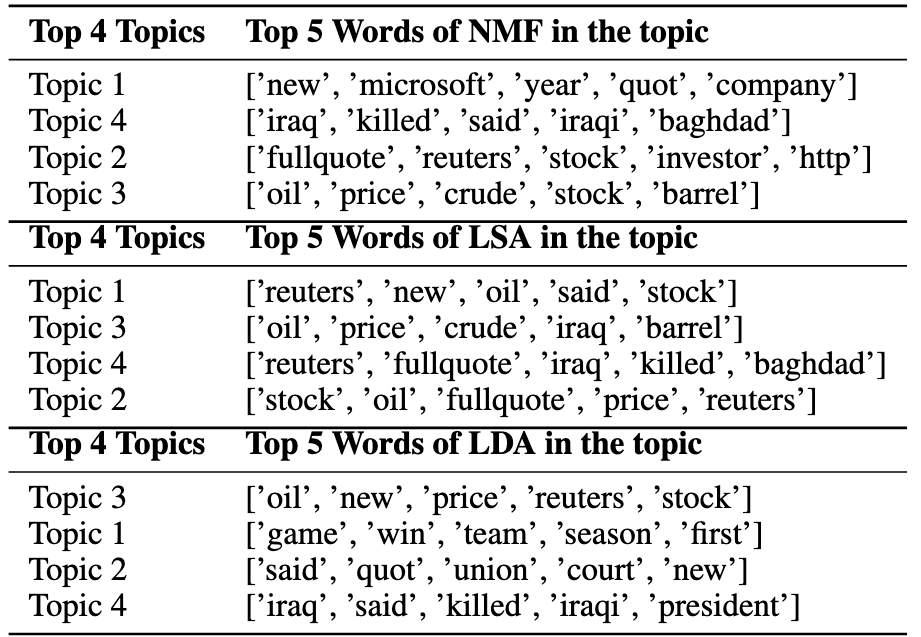 Top 4 Topics Top 5 Words of NMF in the topic
Topic 1 [’new’, ’microsoft’, ’year’, ’quot’, ’company’]
Topic 4 [’iraq’, ’killed’, ’said’, ’iraqi’, ’baghdad’]
Topic 2 [’fullquote’, ’reuters’, ’stock’, ’investor’, ’http’]
Topic 3 [’oil’, ’price’, ’crude’, ’stock’, ’barrel’]
Top 4 Topics Top 5 Words of LSA in the topic
Topic 1 [’reuters’, ’new’, ’oil’, ’said’, ’stock’]
Topic 3 [’oil’, ’price’, ’crude’, ’iraq’, ’barrel’]
Topic 4 [’reuters’, ’fullquote’, ’iraq’, ’killed’, ’baghdad’]
Topic 2 [’stock’, ’oil’, ’fullquote’, ’price’, ’reuters’]
Top 4 Topics Top 5 Words of LDA in the topic
Topic 3 [’oil’, ’new’, ’price’, ’reuters’, ’stock’]
Topic 1 [’game’, ’win’, ’team’, ’season’, ’first’]
Topic 2 [’said’, ’quot’, ’union’, ’court’, ’new’]
Topic 4 [’iraq’, ’said’, ’killed’, ’iraqi’, ’president’]